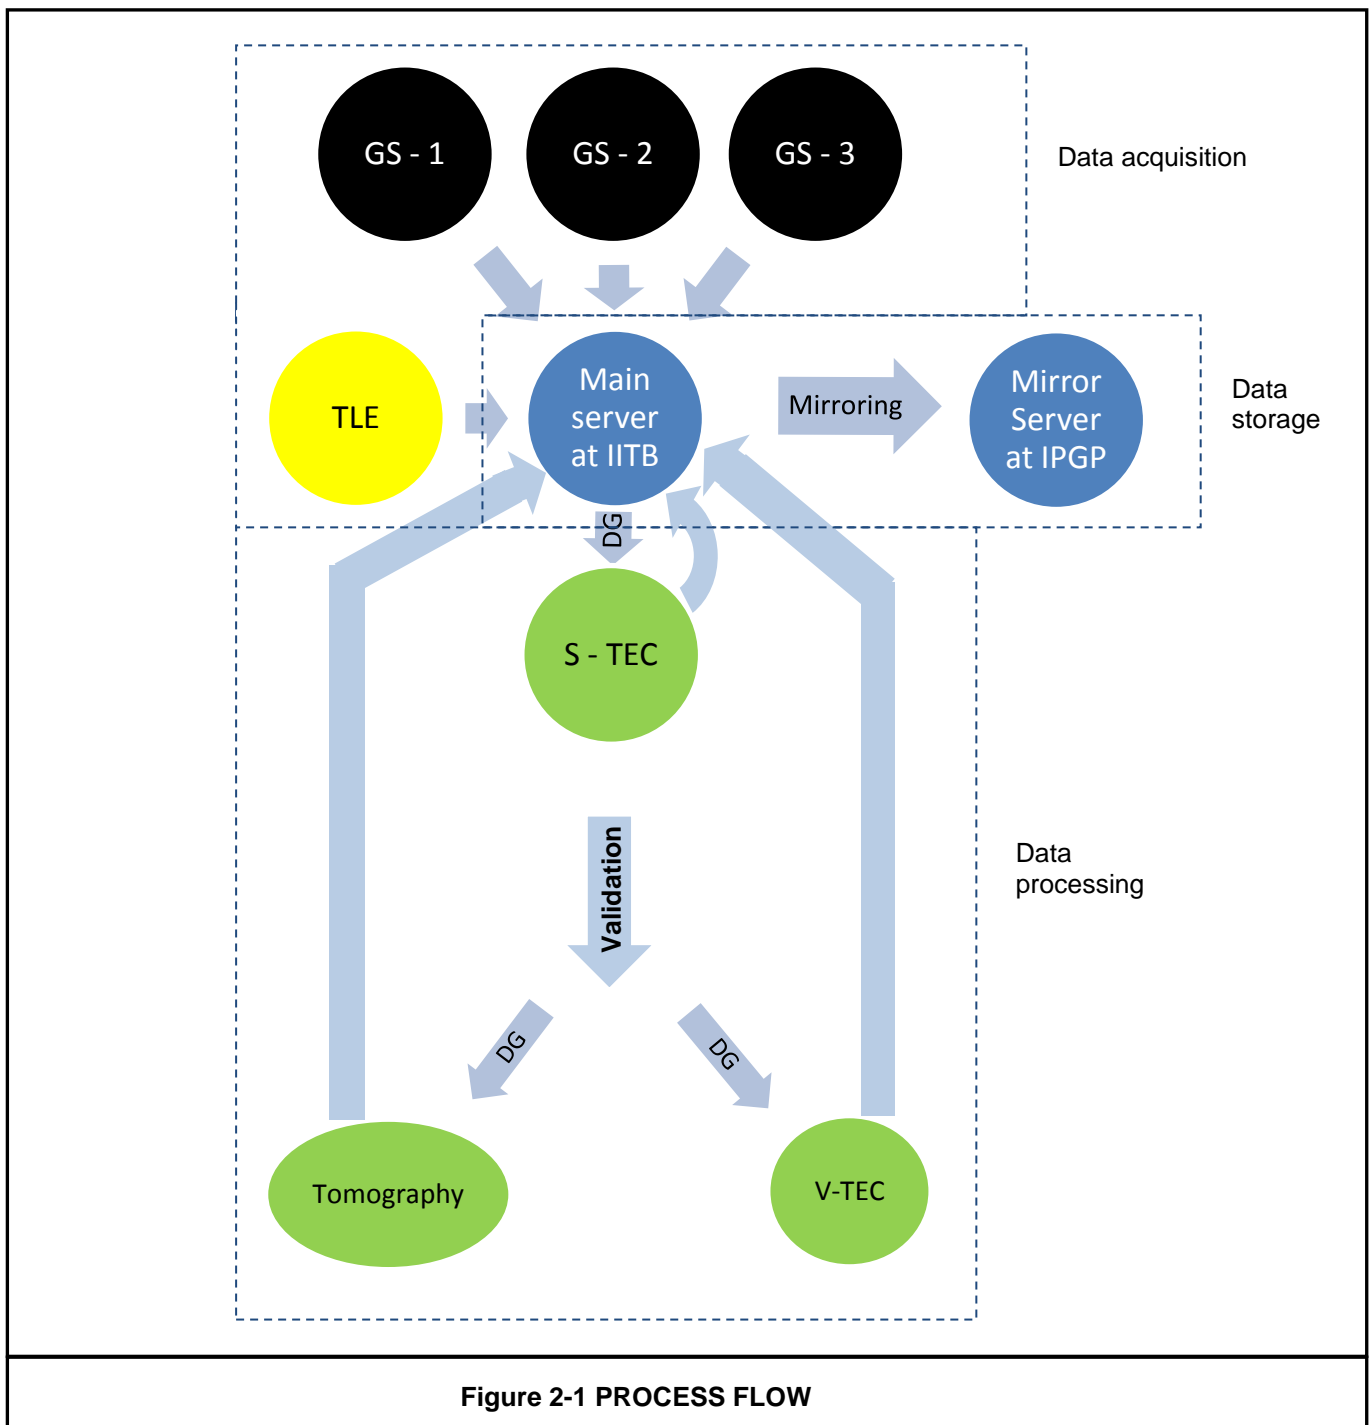 GS - 1
GS - 2
GS - 3
Data acquisition
TLE
Main
server
at IITB
Mirroring
Mirror
Server
at IPGP
Data
storage
DG
S - TEC
Validation
Data
processing
DG
DG
Tomography
V-TEC
Figure 2-1 PROCESS FLOW